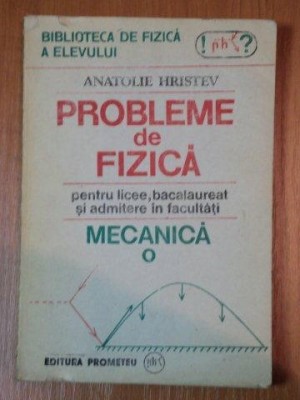 BIBLIOTECA DE FIZICĂ
A ELEVULUI
! ph ?
ANATOLIE HRISTEV
PROBLEME
de
FIZICĂ
pentru licee, bacalaureat
și admitere în facultăți
MECANICĂ
O
EDITURA PROMETEU